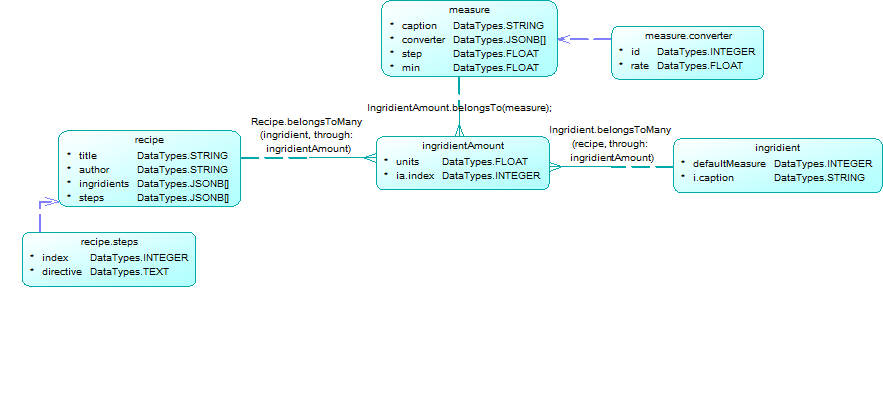 measure
* caption DataTypes.STRING
* converter DataTypes.JSONB[]
* step DataTypes.FLOAT
* min DataTypes.FLOAT
measure.converter
* id DataTypes.INTEGER
* rate DataTypes.FLOAT
IngridientAmount.belongsTo(measure);
Recipe.belongsToMany
(ingridient, through:
ingridientAmount)
Ingridient.belongsToMany
(recipe, through:
ingridientAmount)
recipe
* title DataTypes.STRING
* author DataTypes.STRING
* ingridients DataTypes.JSONB[]
* steps DataTypes.JSONB[]
ingridientAmount
* units DataTypes.FLOAT
* ia.index DataTypes.INTEGER
ingridient
* defaultMeasure DataTypes.INTEGER
* i.caption DataTypes.STRING
recipe.steps
* index DataTypes.INTEGER
* directive DataTypes.TEXT